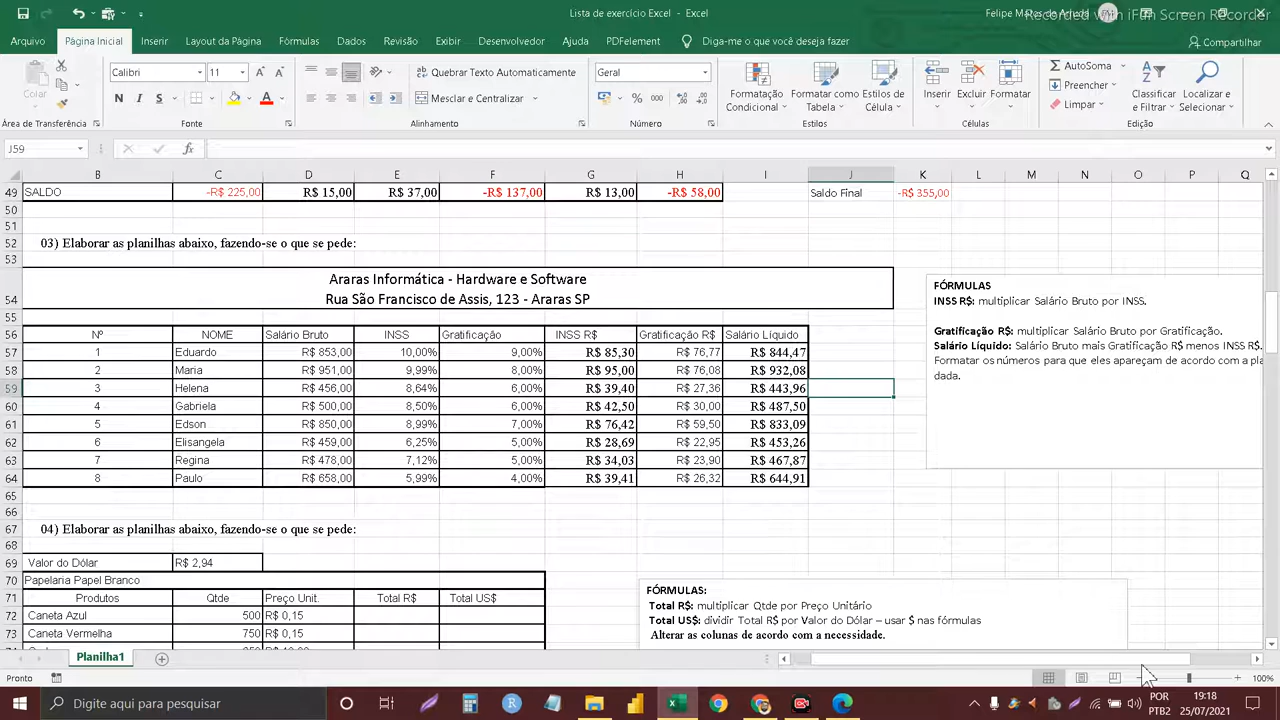 Lista de exercício Excel - Excel
Recorded with iFun Screen Recorder
Arquivo Página Inicial Inserir Layout da Página Fórmulas Dados Revisão Exibir Desenvolvedor Ajuda PDFelement Diga-me o que você deseja fazer Compartilhar
Colar
Calibri 11
N I S
Quebrar Texto Automaticamente
Mesclar e Centralizar
Geral
% 000
Formatação Condicional
Formatar como Tabela
Estilos de Célula
Inserir Excluir Formatar
AutoSoma
Preencher
Limpar
Classificar e Filtrar
Localizar e Selecionar
Área de Transferência Fonte Alinhamento Número Estilos Células Edição
J59 fx
B C D E F G H I J K L M N O P Q
49 SALDO -R$ 225,00 R$ 15,00 R$ 37,00 -R$ 137,00 R$ 13,00 -R$ 58,00 Saldo Final -R$ 355,00
50
51
52 03) Elaborar as planilhas abaixo, fazendo-se o que se pede:
53
Araras Informática - Hardware e Software
54 Rua São Francisco de Assis, 123 - Araras SP
55
56 Nº NOME Salário Bruto INSS Gratificação INSS R$ Gratificação R$ Salário Líquido
57 1 Eduardo R$ 853,00 10,00% 9,00% R$ 85,30 R$ 76,77 R$ 844,47
58 2 Maria R$ 951,00 9,99% 8,00% R$ 95,00 R$ 76,08 R$ 932,08
59 3 Helena R$ 456,00 8,64% 6,00% R$ 39,40 R$ 27,36 R$ 443,96
60 4 Gabriela R$ 500,00 8,50% 6,00% R$ 42,50 R$ 30,00 R$ 487,50
61 5 Edson R$ 850,00 8,99% 7,00% R$ 76,42 R$ 59,50 R$ 833,09
62 6 Elisangela R$ 459,00 6,25% 5,00% R$ 28,69 R$ 22,95 R$ 453,26
63 7 Regina R$ 478,00 7,12% 5,00% R$ 34,03 R$ 23,90 R$ 467,87
64 8 Paulo R$ 658,00 5,99% 4,00% R$ 39,41 R$ 26,32 R$ 644,91
FÓRMULAS
INSS R$: multiplicar Salário Bruto por INSS.
Gratificação R$: multiplicar Salário Bruto por Gratificação.
Salário Líquido: Salário Bruto mais Gratificação R$ menos INSS R$.
Formatar os números para que eles apareçam de acordo com a pla
dada.
65
66
67 04) Elaborar as planilhas abaixo, fazendo-se o que se pede:
68
69 Valor do Dólar R$ 2,94
70 Papelaria Papel Branco
71 Produtos Qtde Preço Unit. Total R$ Total US$
72 Caneta Azul 500 R$ 0,15
73 Caneta Vermelha 750 R$ 0,15
FÓRMULAS:
Total R$: multiplicar Qtde por Preço Unitário
Total US$: dividir Total R$ por Valor do Dólar – usar $ nas fórmulas
Alterar as colunas de acordo com a necessidade.
Planilha1
Pronto 100%
Digite aqui para pesquisar
POR
PTB2
19:18
25/07/2021